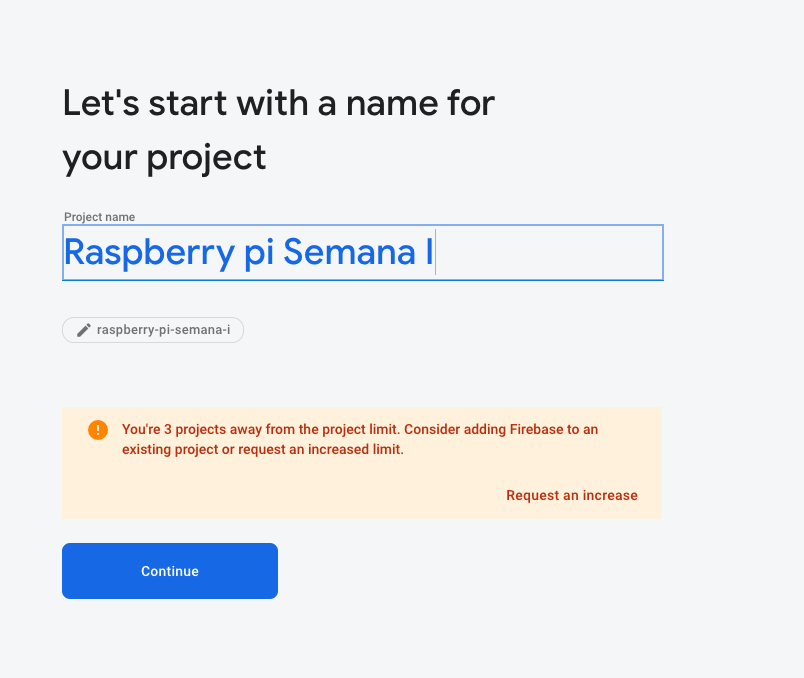 Let's start with a name for
your project
Project name
Raspberry pi Semana I
raspberry-pi-semana-i
You're 3 projects away from the project limit. Consider adding Firebase to an
existing project or request an increased limit.
Request an increase
Continue